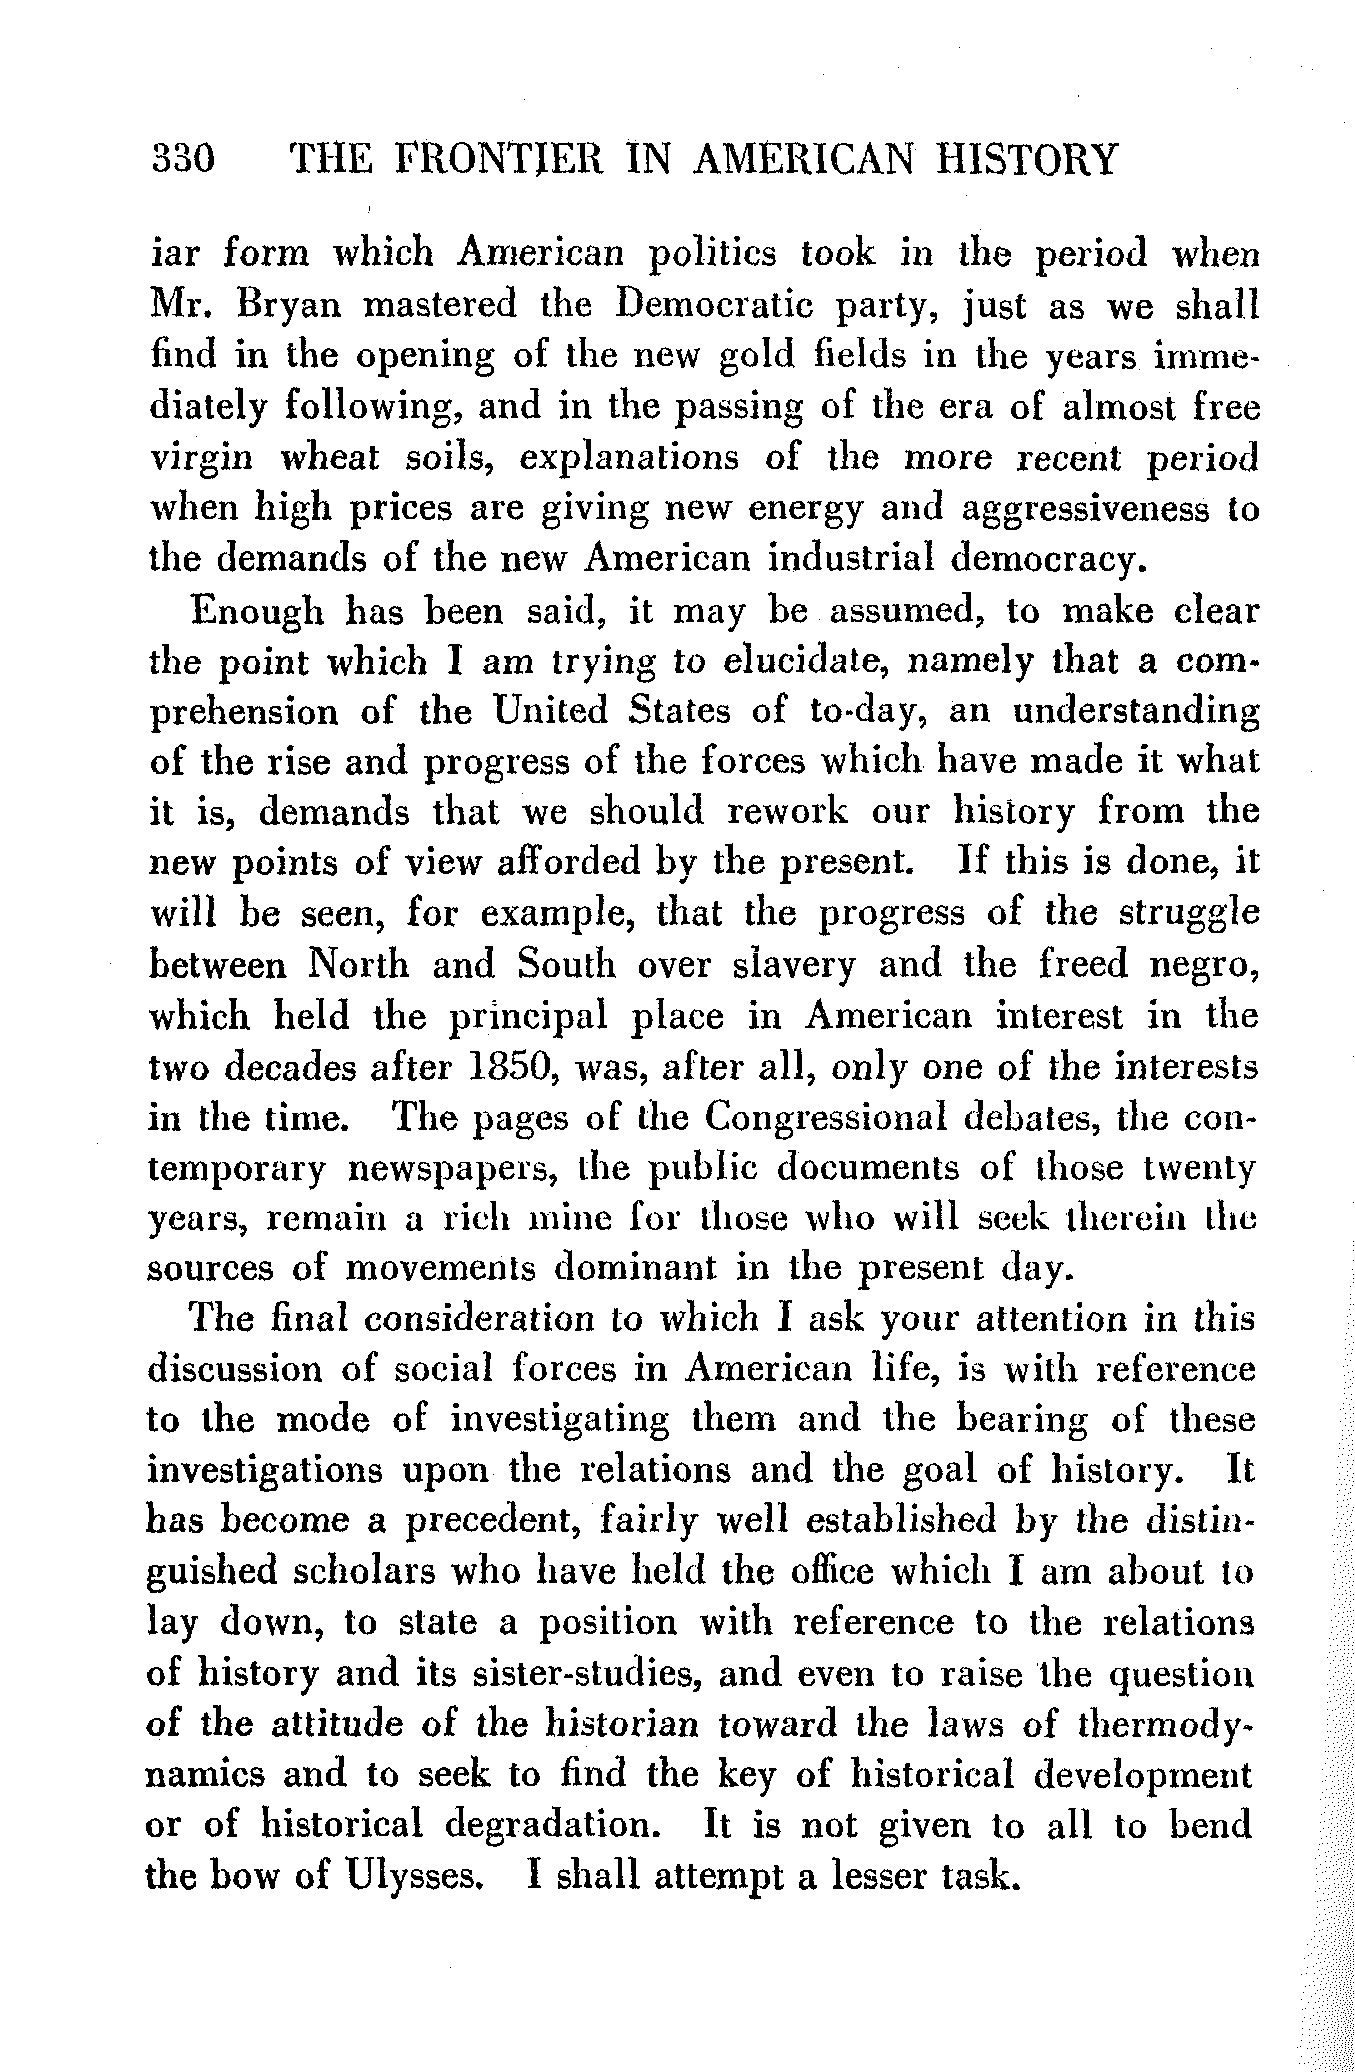 330 THE FRONTIER IN AMERICAN HISTORY
iar form which American politics took in the period when
Mr. Bryan mastered the Democratic party, just as we shall
find in the opening of the new gold fields in the years imme-
diately following, and in the passing of the era of almost free
virgin wheat soils, explanations of the more recent period
when high prices are giving new energy and aggressiveness to
the demands of the new American industrial democracy.
Enough has been said, it may be assumed, to make clear
the point which I am trying to elucidate, namely that a com-
prehension of the United States of to-day, an understanding
of the rise and progress of the forces which have made it what
it is, demands that we should rework our history from the
new points of view afforded by the present. If this is done, it
will be seen, for example, that the progress of the struggle
between North and South over slavery and the freed negro,
which held the principal place in American interest in the
two decades after 1850, was, after all, only one of the interests
in the time. The pages of the Congressional debates, the con-
temporary newspapers, the public documents of those twenty
years, remain a rich mine for those who will seek therein the
sources of movements dominant in the present day.
The final consideration to which I ask your attention in this
discussion of social forces in American life, is with reference
to the mode of investigating them and the bearing of these
investigations upon the relations and the goal of history. It
has become a precedent, fairly well established by the distin-
guished scholars who have held the office which I am about to
lay down, to state a position with reference to the relations
of history and its sister-studies, and even to raise the question
of the attitude of the historian toward the laws of thermody-
namics and to seek to find the key of historical development
or of historical degradation. It is not given to all to bend
the bow of Ulysses. I shall attempt a lesser task.